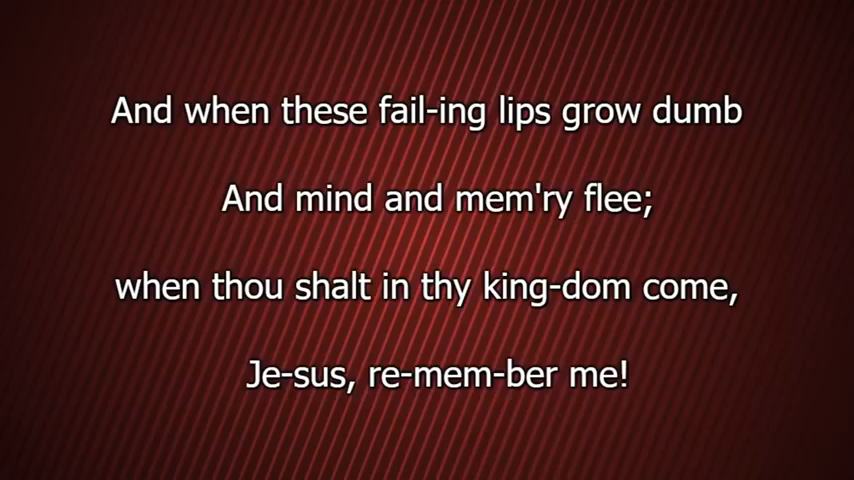 And when these fail-ing lips grow dumb
And mind and mem'ry flee;
when thou shalt in thy king-dom come,
Je-sus, re-mem-ber me!